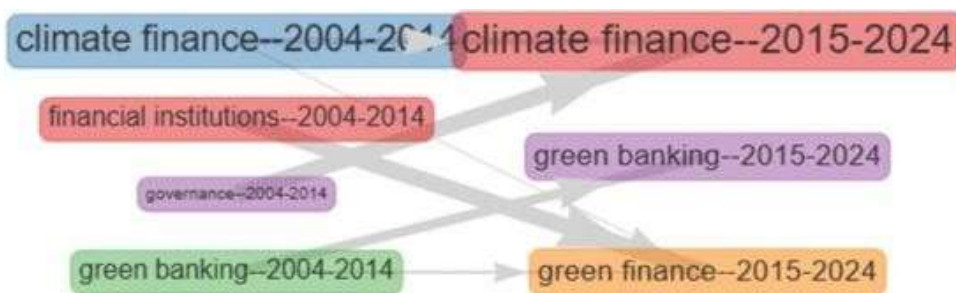 climate finance--2004-2014
climate finance--2015-2024
financial institutions--2004-2014
green banking--2015-2024
governance--2004-2014
green banking--2004-2014
green finance--2015-2024